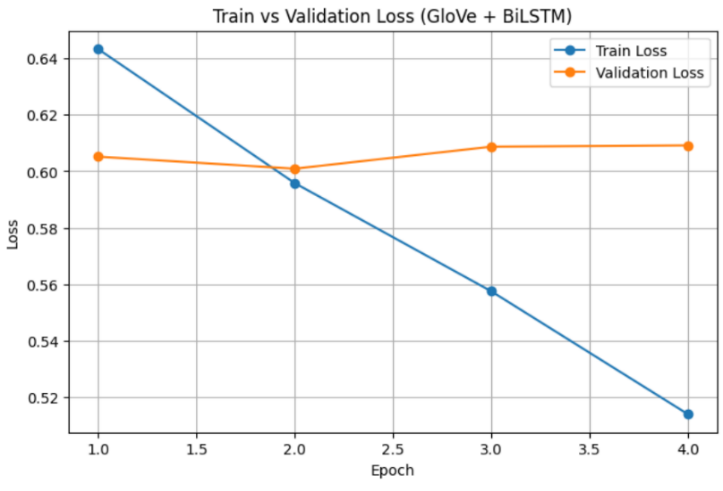 Train vs Validation Loss (GloVe + BiLSTM)
Train Loss
Validation Loss
0.64
0.62
0.60
0.58
0.56
0.54
0.52
Loss
1.0 1.5 2.0 2.5 3.0 3.5 4.0
Epoch